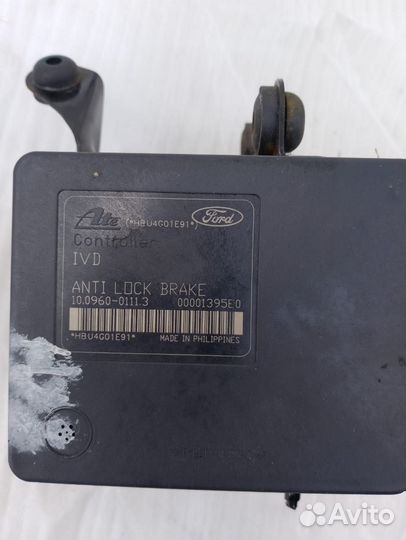 Ate (*HBU4G01E91*) Ford
Controller
IVD
ANTI LOCK BRAKE
10.0960-0111.3 00001395E0
*HBU4G01E91* MADE IN PHILIPPINES
Avito